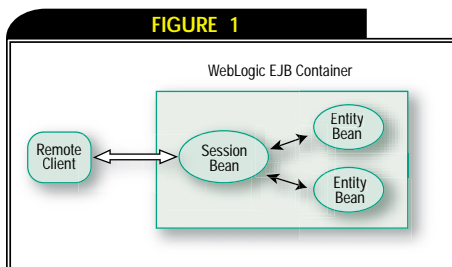 FIGURE 1
WebLogic EJB Container
Remote
Client
Session
Bean
Entity
Bean
Entity
Bean